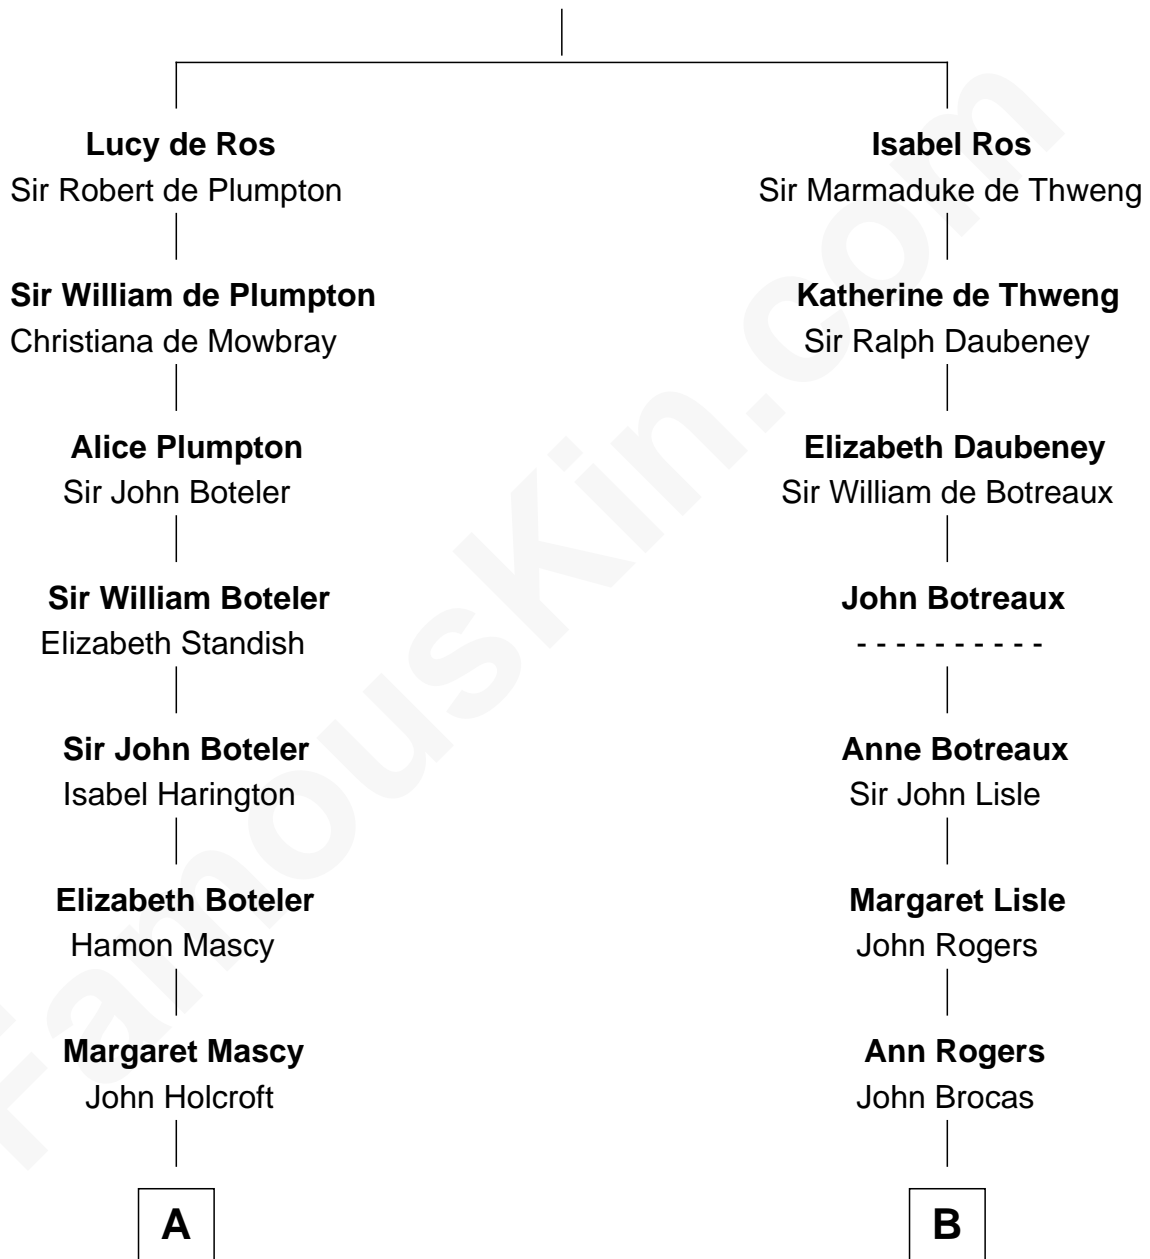 Lucy de Ros
Sir Robert de Plumpton
Sir William de Plumpton
Christiana de Mowbray
Alice Plumpton
Sir John Boteler
Sir William Boteler
Elizabeth Standish
Sir John Boteler
Isabel Harington
Elizabeth Boteler
Hamon Mascy
Margaret Mascy
John Holcroft
A
Isabel Ros
Sir Marmaduke de Thweng
Katherine de Thweng
Sir Ralph Daubeney
Elizabeth Daubeney
Sir William de Botreaux
John Botreaux
- - - - - - - - - -
Anne Botreaux
Sir John Lisle
Margaret Lisle
John Rogers
Ann Rogers
John Brocas
B
FamousKin.com